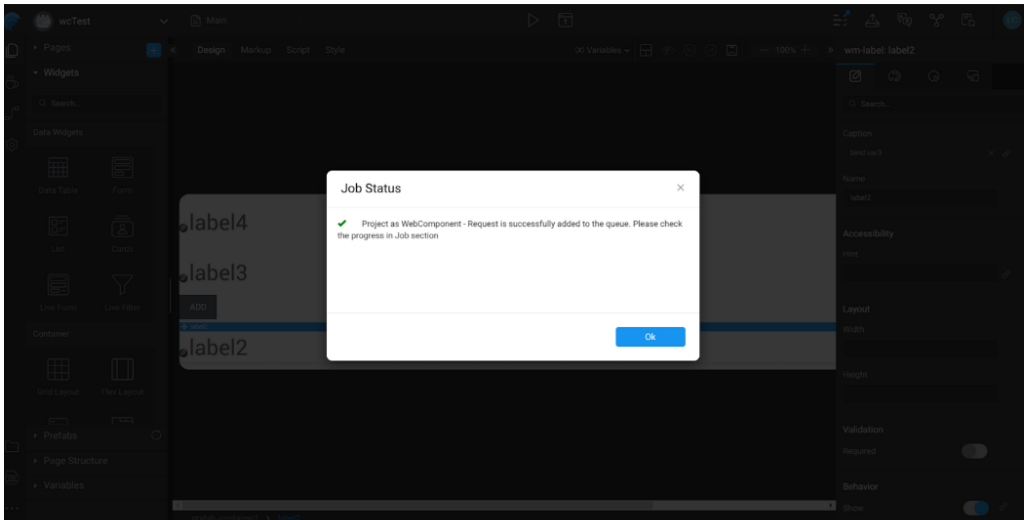 wcTest
Main
Pages
Design Markup Script Style
(x) Variables
100%
wm-label: label2
Widgets
Search..
Search..
Data Widgets
Data Table Form
List Cards
Live Form Live Filter
Container
Grid Layout Flex Layout
Prefabs
Page Structure
Variables
label4
label3
ADD
label2
Job Status
Project as WebComponent - Request is successfully added to the queue. Please check
the progress in Job section
Ok
Caption
bind:var3
Name
label2
Accessibility
Hint
Layout
Width
Height
Validation
Required
Behavior
Show
label2